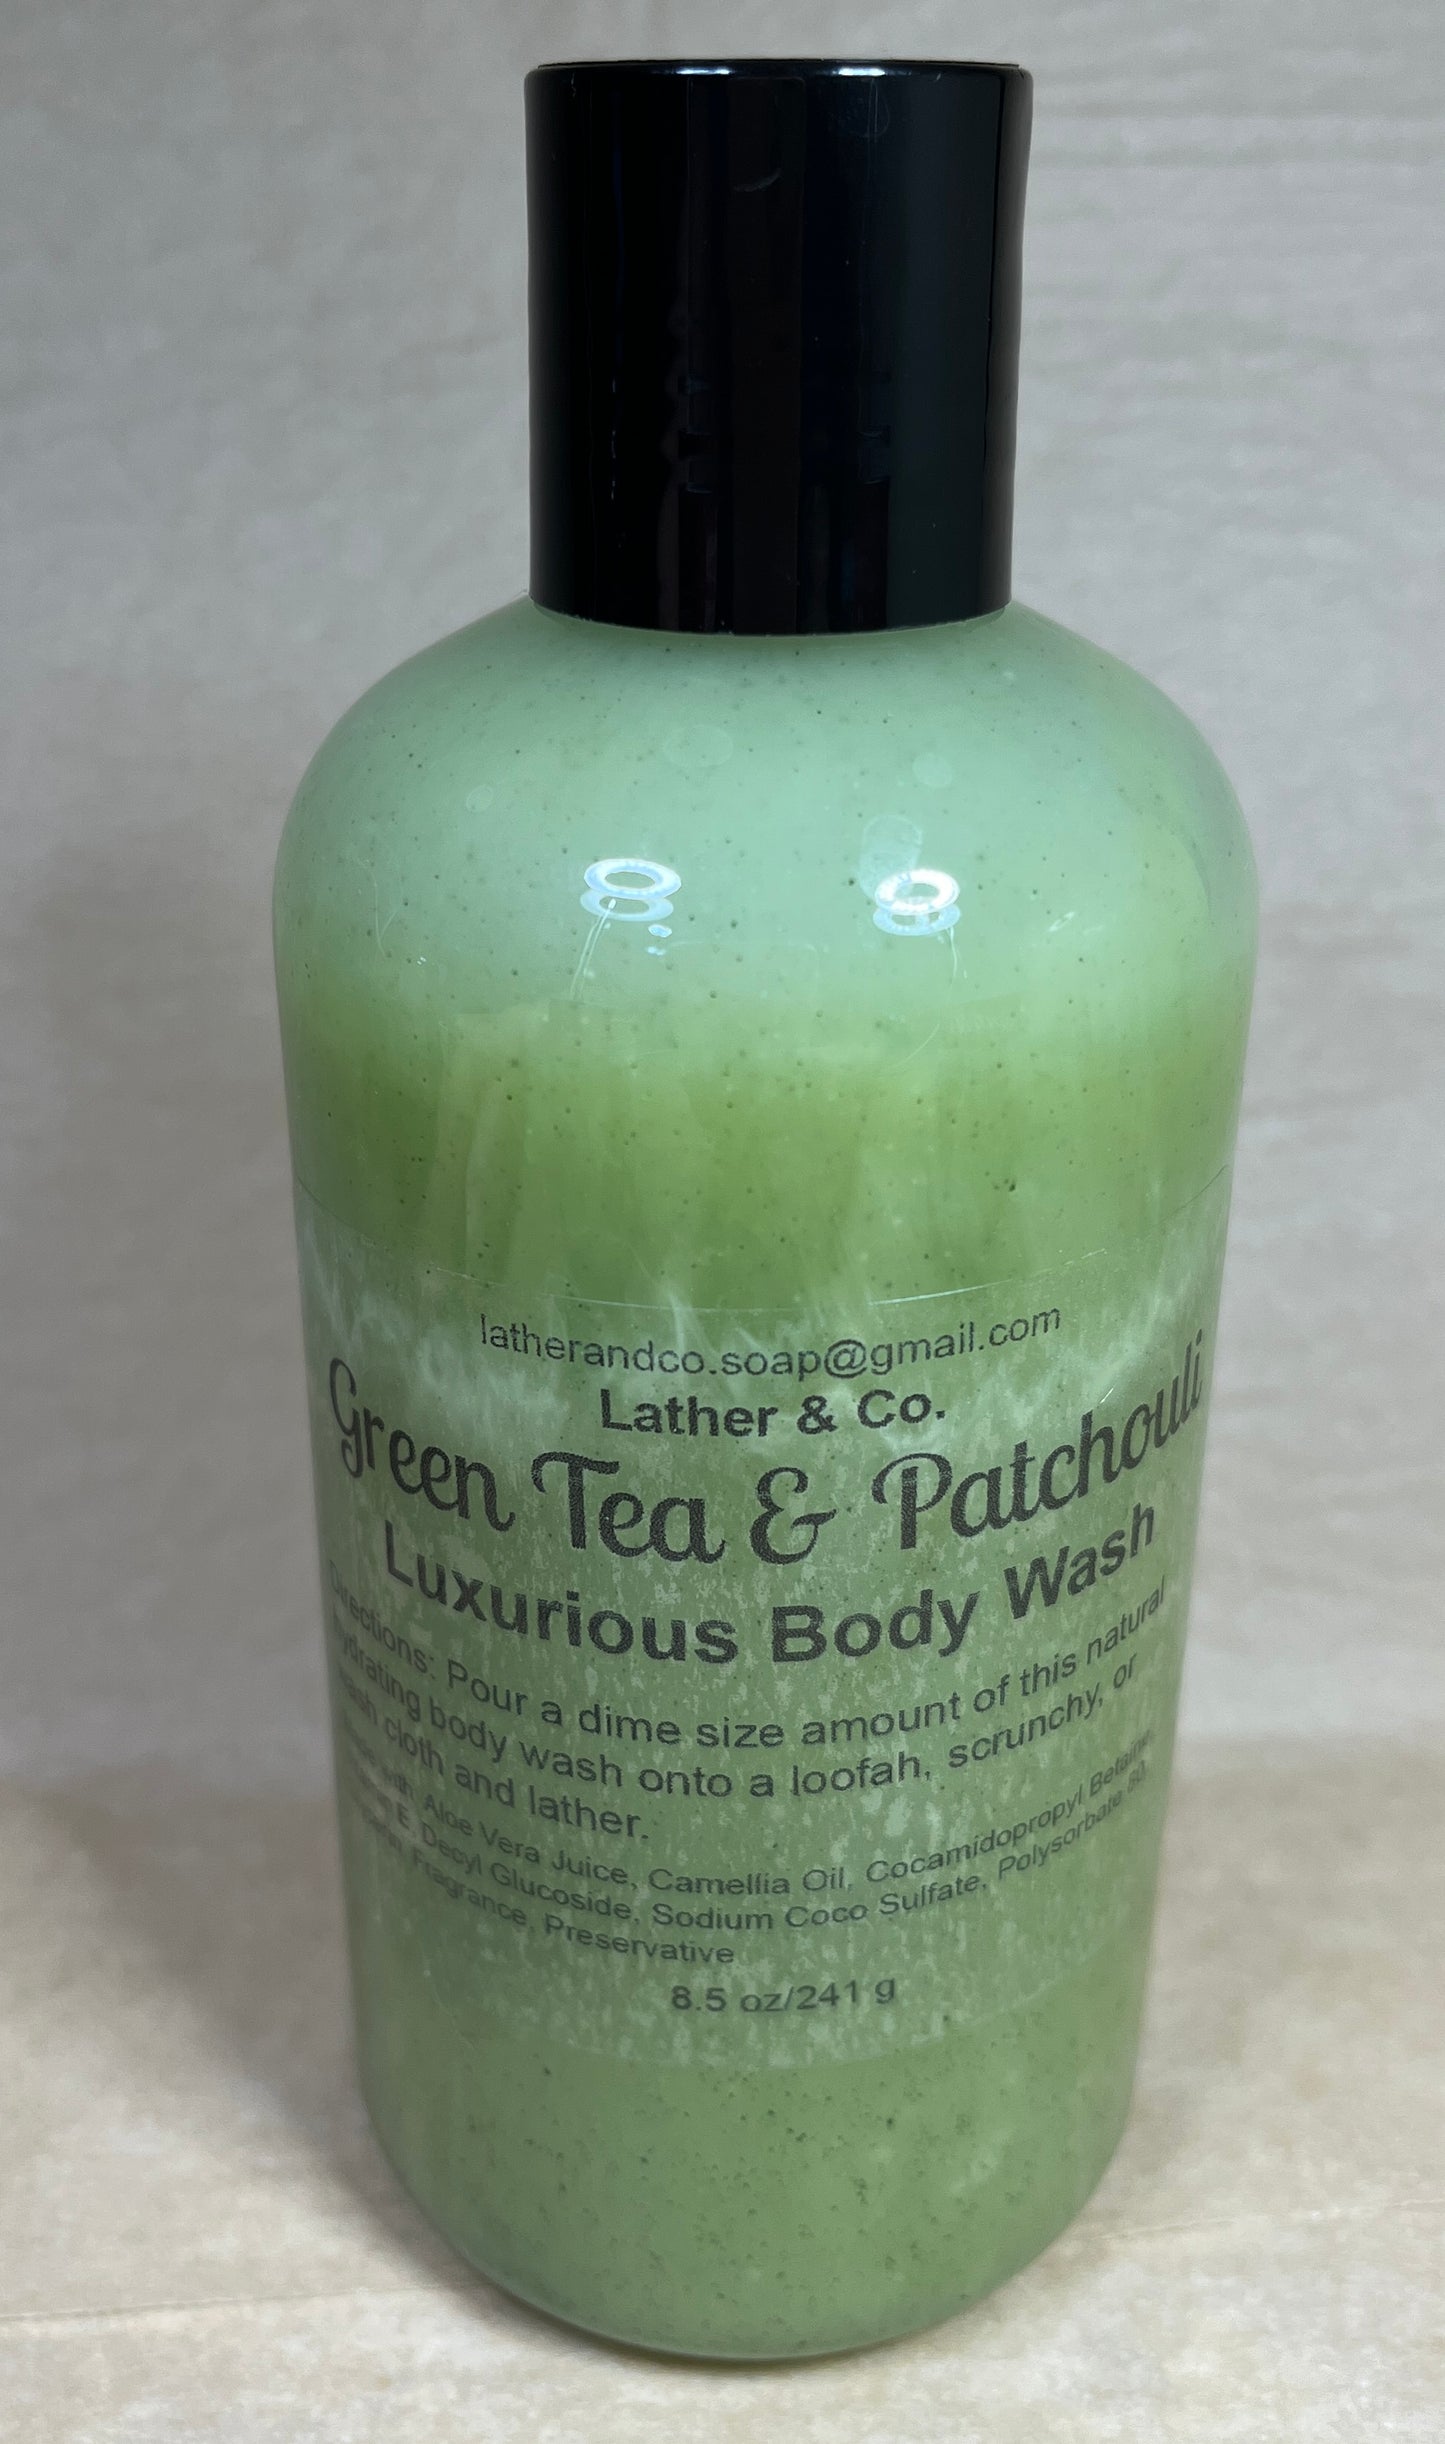 latherandco.soap@gmail.com
Lather & Co.
Green Tea & Patchouli
Luxurious Body Wash
Directions: Pour a dime size amount of this natural
hydrating body wash onto a loofah, scrunchy, or
wash cloth and lather.
with: Aloe Vera Juice, Camellia Oil, Cocamidopropyl Betaine,
E, Decyl Glucoside, Sodium Coco Sulfate, Polysorbate 80,
Fragrance, Preservative
8.5 oz/241 g